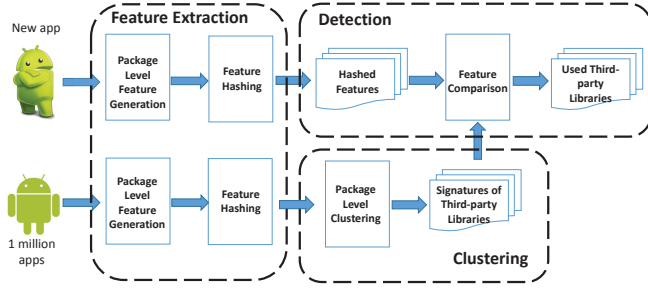 Feature Extraction
Detection
New app
Package
Level
Feature
Generation
Feature
Hashing
Hashed
Features
Feature
Comparison
Used Third-
party
Libraries
Package
Level
Feature
Generation
Feature
Hashing
Package
Level
Clustering
Signatures of
Third-party
Libraries
1 million
apps
Clustering